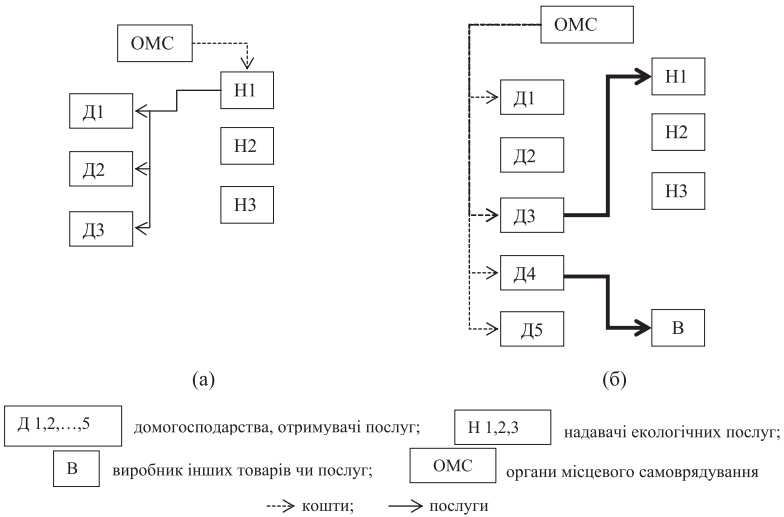 ОМС
Н1
Д1
Н2
Д2
Н3
Д3
(а)
ОМС
Н1
Д1
Н2
Д2
Н3
Д3
Д4
Д5
В
(б)
Д 1,2,…,5 домогосподарства, отримувачі послуг; Н 1,2,3 надавачі екологічних послуг;
В виробник інших товарів чи послуг; ОМС органи місцевого самоврядування
кошти; послуги